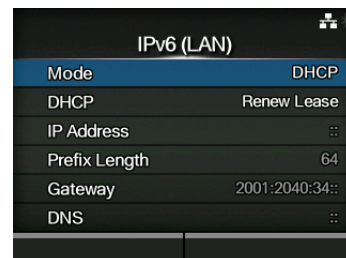 IPv6 (LAN)
Mode DHCP
DHCP Renew Lease
IP Address ::
Prefix Length 64
Gateway 2001:2040:34::
DNS ::